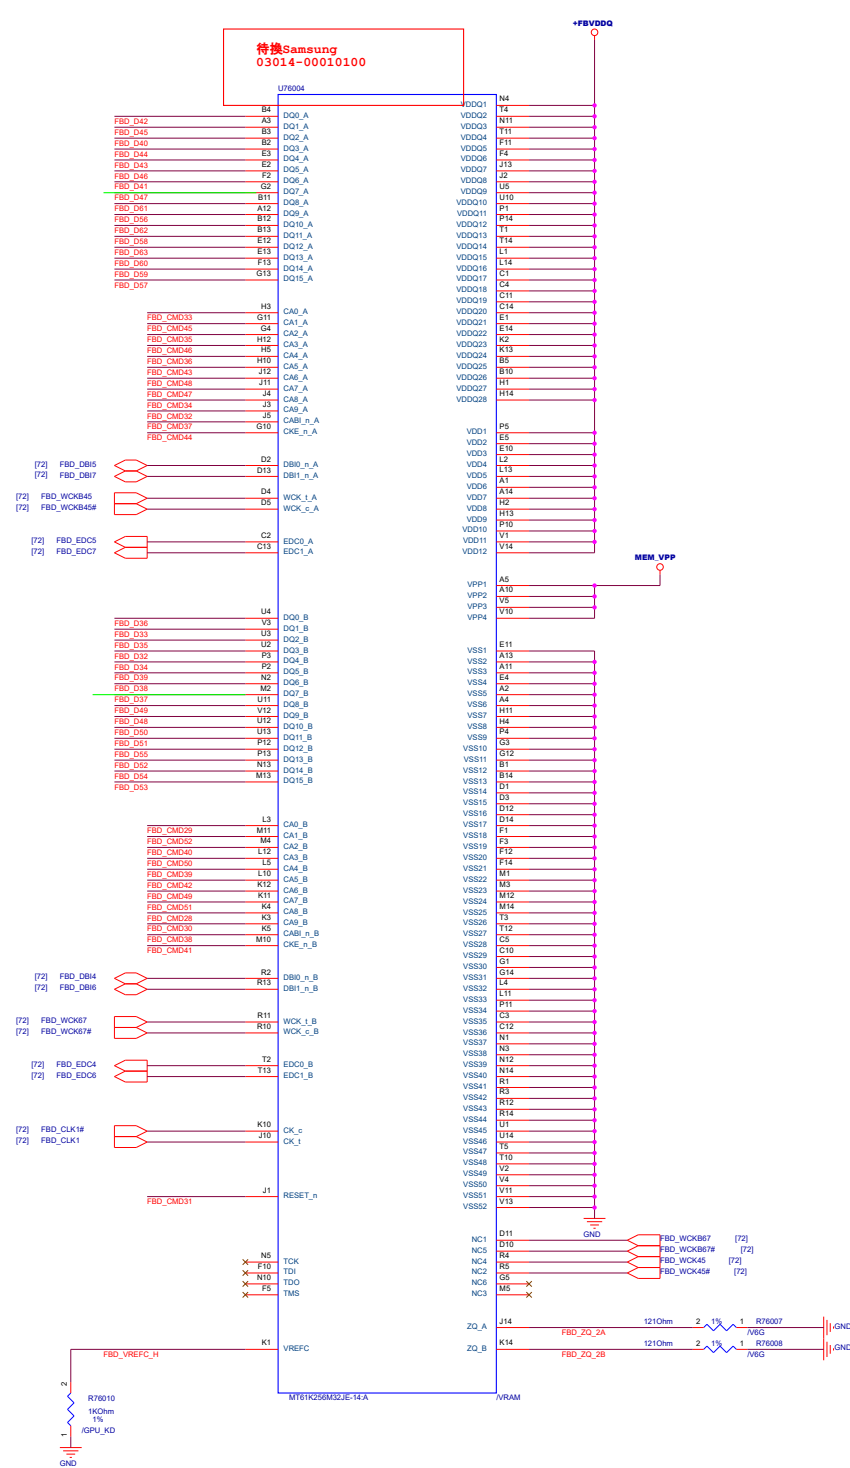 +FBVDDQ
待換Samsung
03014-00010100
U76004
B4 DQ0_A
FBD_D42 A3 DQ1_A
FBD_D45 B3 DQ2_A
FBD_D40 B2 DQ3_A
FBD_D44 E3 DQ4_A
FBD_D43 E2 DQ5_A
FBD_D46 F2 DQ6_A
FBD_D41 G2 DQ7_A
FBD_D47 B11 DQ8_A
FBD_D61 A12 DQ9_A
FBD_D56 B12 DQ10_A
FBD_D62 B13 DQ11_A
FBD_D58 E12 DQ12_A
FBD_D63 E13 DQ13_A
FBD_D60 F13 DQ14_A
FBD_D59 G13 DQ15_A
FBD_D57
H3 CA0_A
FBD_CMD33 G11 CA1_A
FBD_CMD45 G4 CA2_A
FBD_CMD35 H12 CA3_A
FBD_CMD46 H5 CA4_A
FBD_CMD36 H10 CA5_A
FBD_CMD43 J12 CA6_A
FBD_CMD48 J11 CA7_A
FBD_CMD47 J4 CA8_A
FBD_CMD34 J3 CA9_A
FBD_CMD32 J5 CABI_n_A
FBD_CMD37 G10 CKE_n_A
FBD_CMD44
[72] FBD_DBI5 D2 DBI0_n_A
[72] FBD_DBI7 D13 DBI1_n_A
[72] FBD_WCKB45 D4 WCK_t_A
[72] FBD_WCKB45# D5 WCK_c_A
[72] FBD_EDC5 C2 EDC0_A
[72] FBD_EDC7 C13 EDC1_A
U4 DQ0_B
FBD_D36 V3 DQ1_B
FBD_D33 U3 DQ2_B
FBD_D35 U2 DQ3_B
FBD_D32 P3 DQ4_B
FBD_D34 P2 DQ5_B
FBD_D39 N2 DQ6_B
FBD_D38 M2 DQ7_B
FBD_D37 U11 DQ8_B
FBD_D49 V12 DQ9_B
FBD_D48 U12 DQ10_B
FBD_D50 U13 DQ11_B
FBD_D51 P12 DQ12_B
FBD_D55 P13 DQ13_B
FBD_D52 N13 DQ14_B
FBD_D54 M13 DQ15_B
FBD_D53
L3 CA0_B
FBD_CMD29 M11 CA1_B
FBD_CMD52 M4 CA2_B
FBD_CMD40 L12 CA3_B
FBD_CMD50 L5 CA4_B
FBD_CMD39 L10 CA5_B
FBD_CMD42 K12 CA6_B
FBD_CMD49 K11 CA7_B
FBD_CMD51 K4 CA8_B
FBD_CMD28 K3 CA9_B
FBD_CMD30 K5 CABI_n_B
FBD_CMD38 M10 CKE_n_B
FBD_CMD41
[72] FBD_DBI4 R2 DBI0_n_B
[72] FBD_DBI6 R13 DBI1_n_B
[72] FBD_WCK67 R11 WCK_t_B
[72] FBD_WCK67# R10 WCK_c_B
[72] FBD_EDC4 T2 EDC0_B
[72] FBD_EDC6 T13 EDC1_B
[72] FBD_CLK1# K10 CK_c
[72] FBD_CLK1 J10 CK_t
J1 RESET_n
FBD_CMD31
N5 TCK
F10 TDI
N10 TDO
F5 TMS
K1 VREFC
FBD_VREFC_H
2
R76010
1KOhm
1%
/GPU_KD
1
GND
VDDQ1 N4
VDDQ2 T4
VDDQ3 N11
VDDQ4 T11
VDDQ5 F11
VDDQ6 F4
VDDQ7 J13
VDDQ8 J2
VDDQ9 U5
VDDQ10 U10
VDDQ11 P1
VDDQ12 P14
VDDQ13 T1
VDDQ14 T14
VDDQ15 L1
VDDQ16 L14
VDDQ17 C1
VDDQ18 C4
VDDQ19 C11
VDDQ20 C14
VDDQ21 E1
VDDQ22 E14
VDDQ23 K2
VDDQ24 K13
VDDQ25 B5
VDDQ26 B10
VDDQ27 H1
VDDQ28 H14
VDD1 P5
VDD2 E5
VDD3 E10
VDD4 L2
VDD5 L13
VDD6 A1
VDD7 A14
VDD8 H2
VDD9 H13
VDD10 P10
VDD11 V1
VDD12 V14
MEM_VPP
VPP1 A5
VPP2 A10
VPP3 V5
VPP4 V10
VSS1 E11
VSS2 A13
VSS3 A11
VSS4 E4
VSS5 A2
VSS6 A4
VSS7 H11
VSS8 H4
VSS9 P4
VSS10 G3
VSS11 G12
VSS12 B1
VSS13 B14
VSS14 D1
VSS15 D3
VSS16 D12
VSS17 D14
VSS18 F1
VSS19 F3
VSS20 F12
VSS21 F14
VSS22 M1
VSS23 M3
VSS24 M12
VSS25 M14
VSS26 T3
VSS27 T12
VSS28 C5
VSS29 C10
VSS30 G1
VSS31 G14
VSS32 L4
VSS33 L11
VSS34 P11
VSS35 C3
VSS36 C12
VSS37 N1
VSS38 N3
VSS39 N12
VSS40 N14
VSS41 R1
VSS42 R3
VSS43 R12
VSS44 R14
VSS45 U1
VSS46 U14
VSS47 T5
VSS48 T10
VSS49 V2
VSS50 V4
VSS51 V11
VSS52 V13
GND
NC1 D11 FBD_WCKB67 [72]
NC5 D10 FBD_WCKB67# [72]
NC4 R4 FBD_WCK45 [72]
NC2 R5 FBD_WCK45# [72]
NC6 G5
NC3 M5
ZQ_A J14 FBD_ZQ_2A 121Ohm 2 1% 1 R76007 /V6G GND
ZQ_B K14 FBD_ZQ_2B 121Ohm 2 1% 1 R76008 /V6G GND
MT61K256M32JE-14:A /VRAM